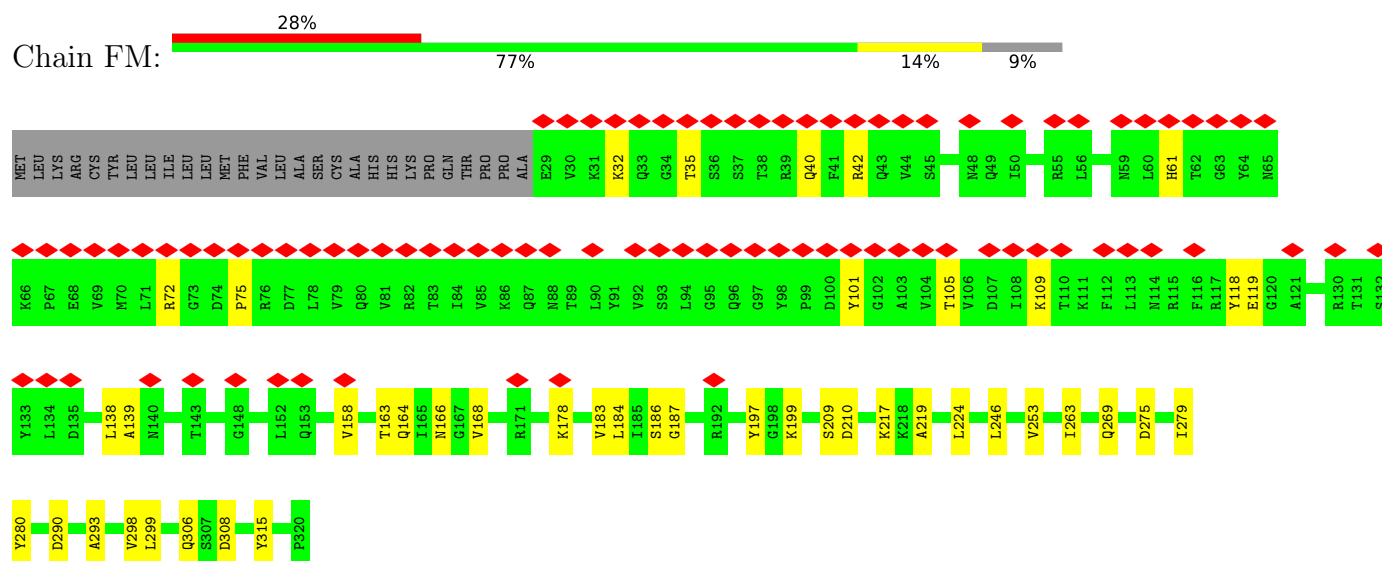 28%
Chain FM:
77% 14% 9%
MET LEU LYS ARG CYS TYR LEU LEU ILE LEU LEU MET PHE VAL LEU ALA SER CYS ALA HIS HIS LYS PRO GLN THR PRO PRO ALA E29 V30 K31 K32 Q33 G34 T35 S36 S37 T38 R39 Q40 F41 R42 Q43 V44 S45 N48 Q49 I50 R55 L56 N59 L60 H61 T62 G63 Y64 N65
K66 P67 E68 V69 M70 L71 R72 G73 D74 P75 R76 D77 L78 V79 Q80 V81 R82 T83 I84 V85 K86 Q87 N88 T89 L90 Y91 V92 S93 L94 G95 Q96 G97 Y98 P99 D100 Y101 G102 A103 V104 T105 V106 D107 I108 K109 T110 K111 F112 L113 N114 R115 F116 R117 Y118 E119 G120 A121 R130 T131 S132
Y133 L134 D135 L138 A139 N140 T143 G148 L152 Q153 V158 T163 Q164 I165 N166 G167 V168 R171 K178 V183 L184 I185 S186 G187 R192 Y197 G198 K199 S209 D210 K217 K218 A219 L224 L246 V253 I263 Q269 D275 I279
Y280 D290 A293 V298 L299 Q306 S307 D308 Y315 P320